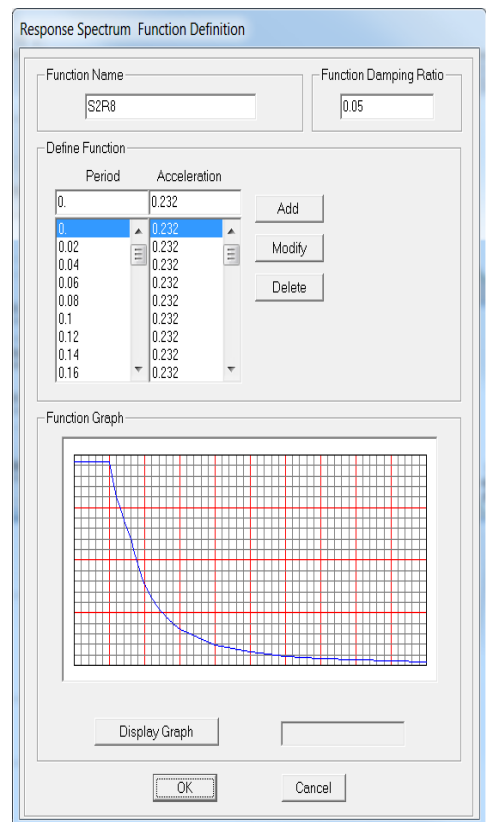 Response Spectrum Function Definition
Function Name
Function Damping Ratio
S2R8
0.05
Define Function
Period Acceleration
0. 0.232
Add
0. 0.232
0.02 0.232
Modify
0.04 0.232
0.06 0.232
Delete
0.08 0.232
0.1 0.232
0.12 0.232
0.14 0.232
0.16 0.232
Function Graph
Display Graph
OK
Cancel